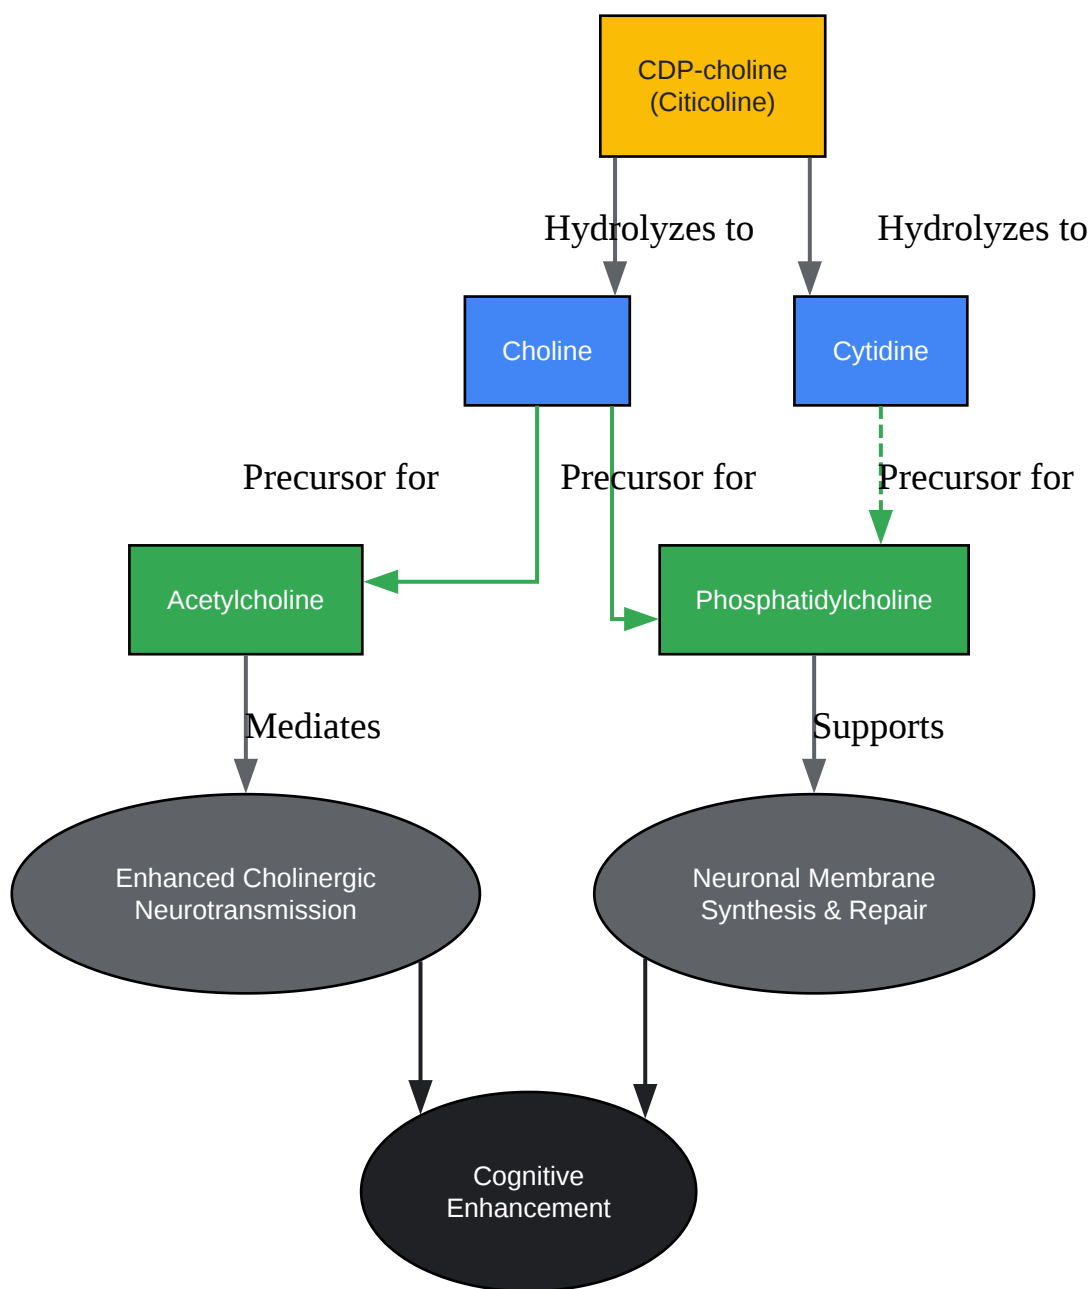 CDP-choline
(Citicoline)
Hydrolyzes to
Hydrolyzes to
Choline
Cytidine
Precursor for
Precursor for
Precursor for
Acetylcholine
Phosphatidylcholine
Mediates
Supports
Enhanced Cholinergic
Neurotransmission
Neuronal Membrane
Synthesis & Repair
Cognitive
Enhancement